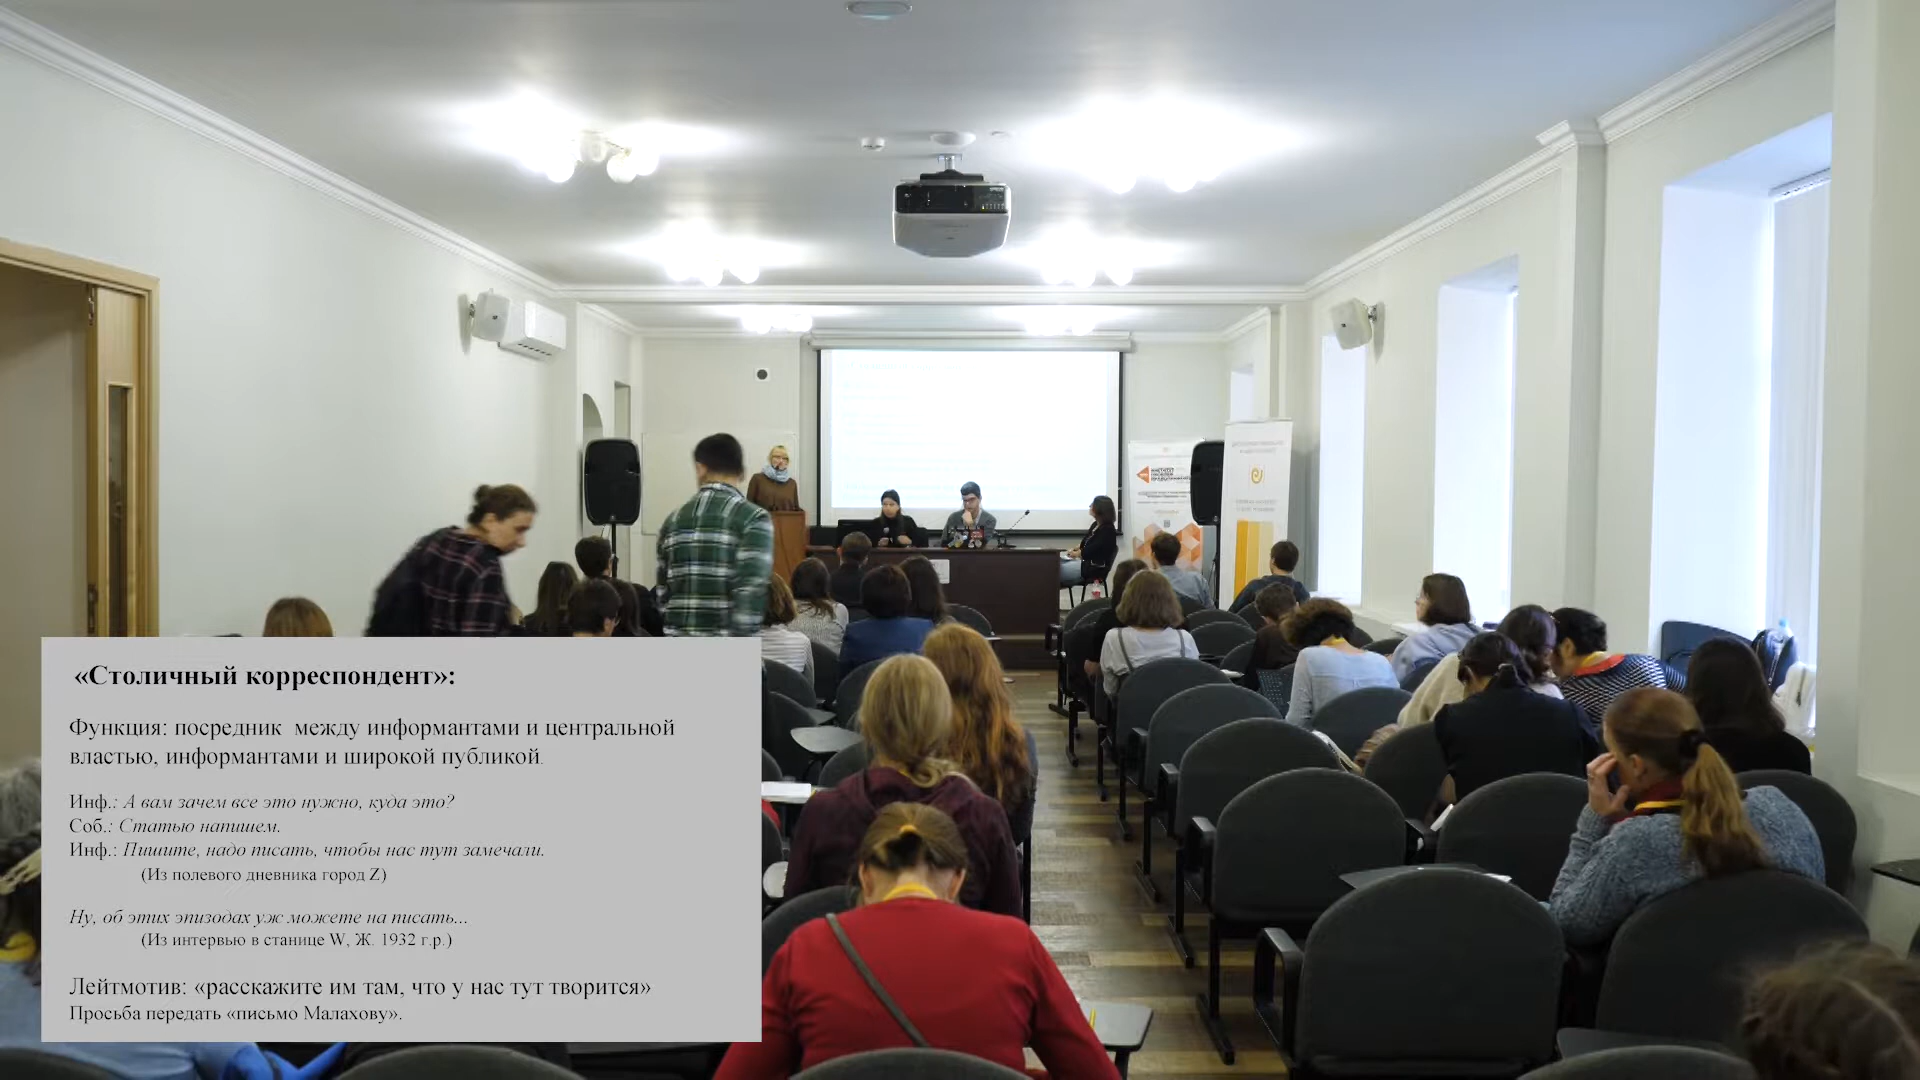 ИНСТИТУТ
«Столичный корреспондент»:
Функция: посредник между информантами и центральной
властью, информантами и широкой публикой.
Инф.: А вам зачем все это нужно, куда это?
Соб.: Статью напишем.
Инф.: Пишите, надо писать, чтобы нас тут замечали.
(Из полевого дневника город Z)
Ну, об этих эпизодах уж можете на писать...
(Из интервью в станице W, Ж. 1932 г.р.)
Лейтмотив: «расскажите им там, что у нас тут творится»
Просьба передать «письмо Малахову».